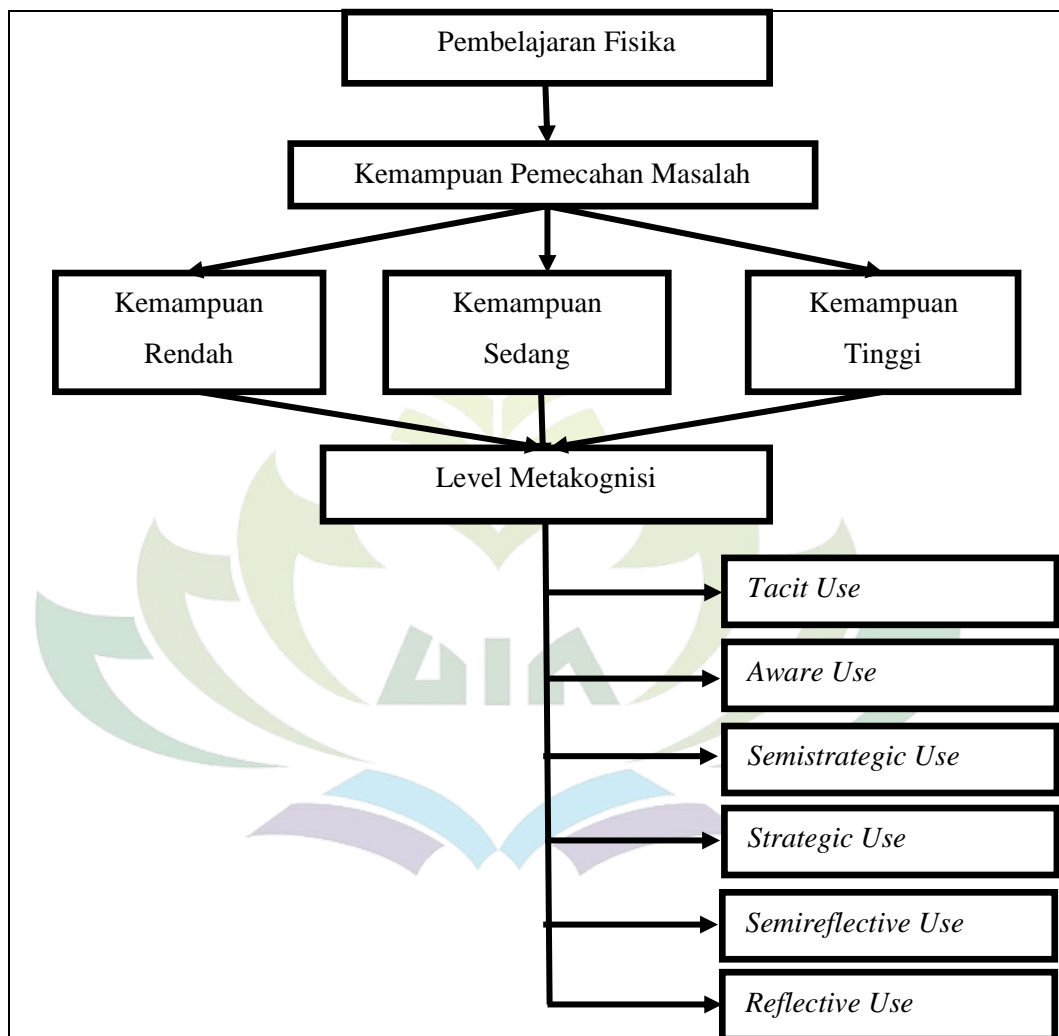 Pembelajaran Fisika
Kemampuan Pemecahan Masalah
Kemampuan
Rendah
Kemampuan
Sedang
Kemampuan
Tinggi
Level Metakognisi
Tacit Use
Aware Use
Semistrategic Use
Strategic Use
Semireflective Use
Reflective Use